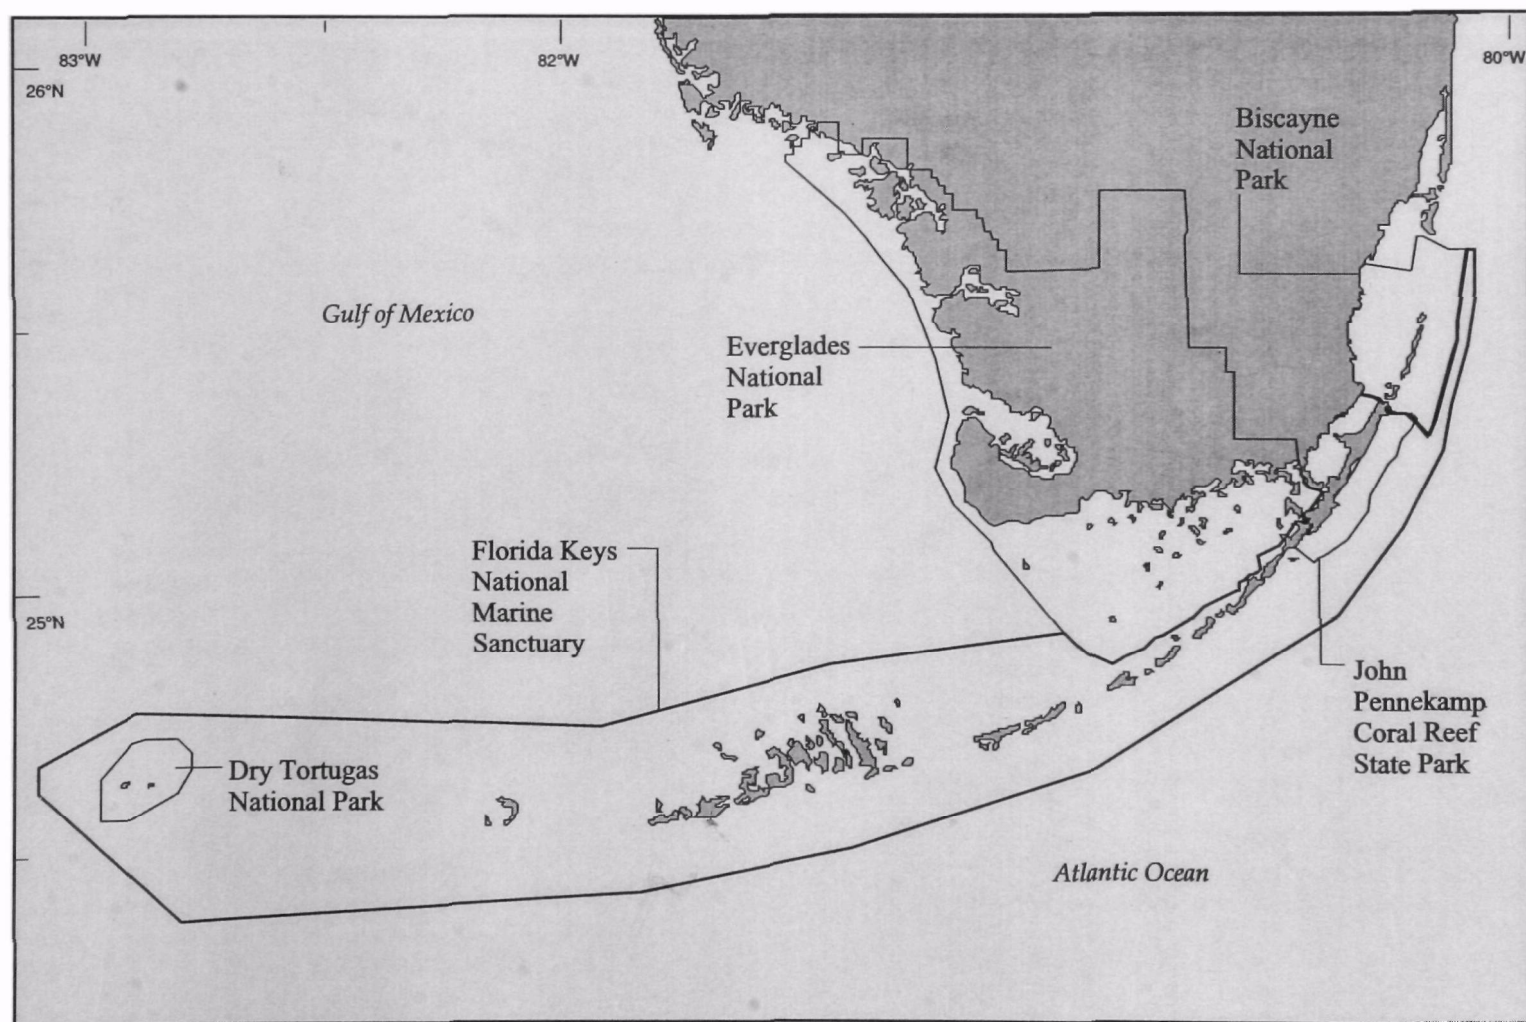 83°W
82°W
80°W
26°N
Biscayne
National
Park
Gulf of Mexico
Everglades
National
Park
Florida Keys
National
Marine
Sanctuary
25°N
John
Pennekamp
Coral Reef
State Park
Dry Tortugas
National Park
Atlantic Ocean